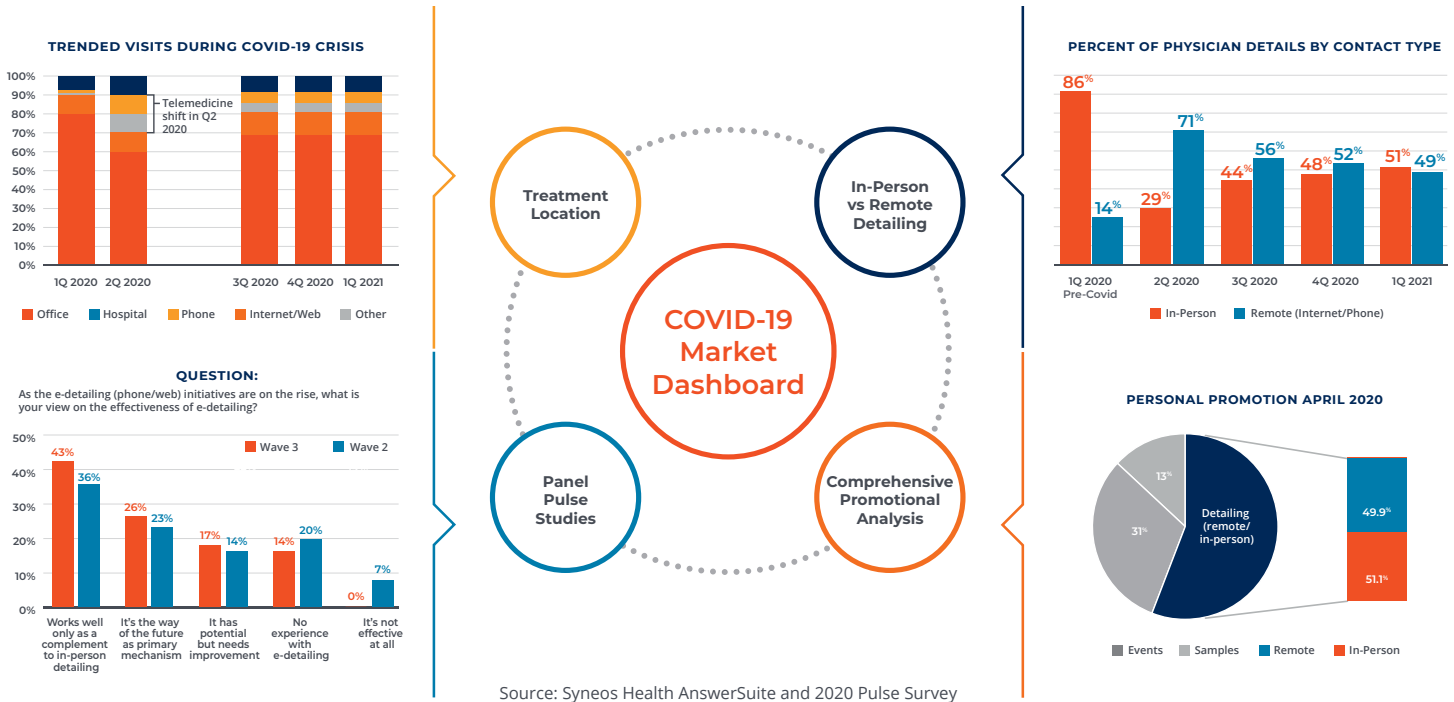 TRENDED VISITS DURING COVID-19 CRISIS
100%
90%
80%
70%
60%
50%
40%
30%
20%
10%
0%
Telemedicine
shift in Q2
2020
1Q 2020
2Q 2020
3Q 2020
4Q 2020
1Q 2021
Office
Hospital
Phone
Internet/Web
Other
QUESTION:
As the e-detailing (phone/web) initiatives are on the rise, what is
your view on the effectiveness of e-detailing?
50%
40%
30%
20%
10%
0%
Wave 3
Wave 2
43%
36%
26%
23%
17%
14%
14%
20%
0%
7%
Works well
only as a
complement
to in-person
detailing
It's the way
of the future
as primary
mechanism
It has
potential
but needs
improvement
No
experience
with
e-detailing
It's not
effective
at all
Treatment
Location
In-Person
vs Remote
Detailing
COVID-19
Market
Dashboard
Panel
Pulse
Studies
Comprehensive
Promotional
Analysis
Source: Syneos Health AnswerSuite and 2020 Pulse Survey
PERCENT OF PHYSICIAN DETAILS BY CONTACT TYPE
86%
14%
29%
71%
44%
56%
48%
52%
51%
49%
1Q 2020
Pre-Covid
2Q 2020
3Q 2020
4Q 2020
1Q 2021
In-Person
Remote (Internet/Phone)
PERSONAL PROMOTION APRIL 2020
13%
31%
Detailing
(remote/
in-person)
49.9%
51.1%
Events
Samples
Remote
In-Person